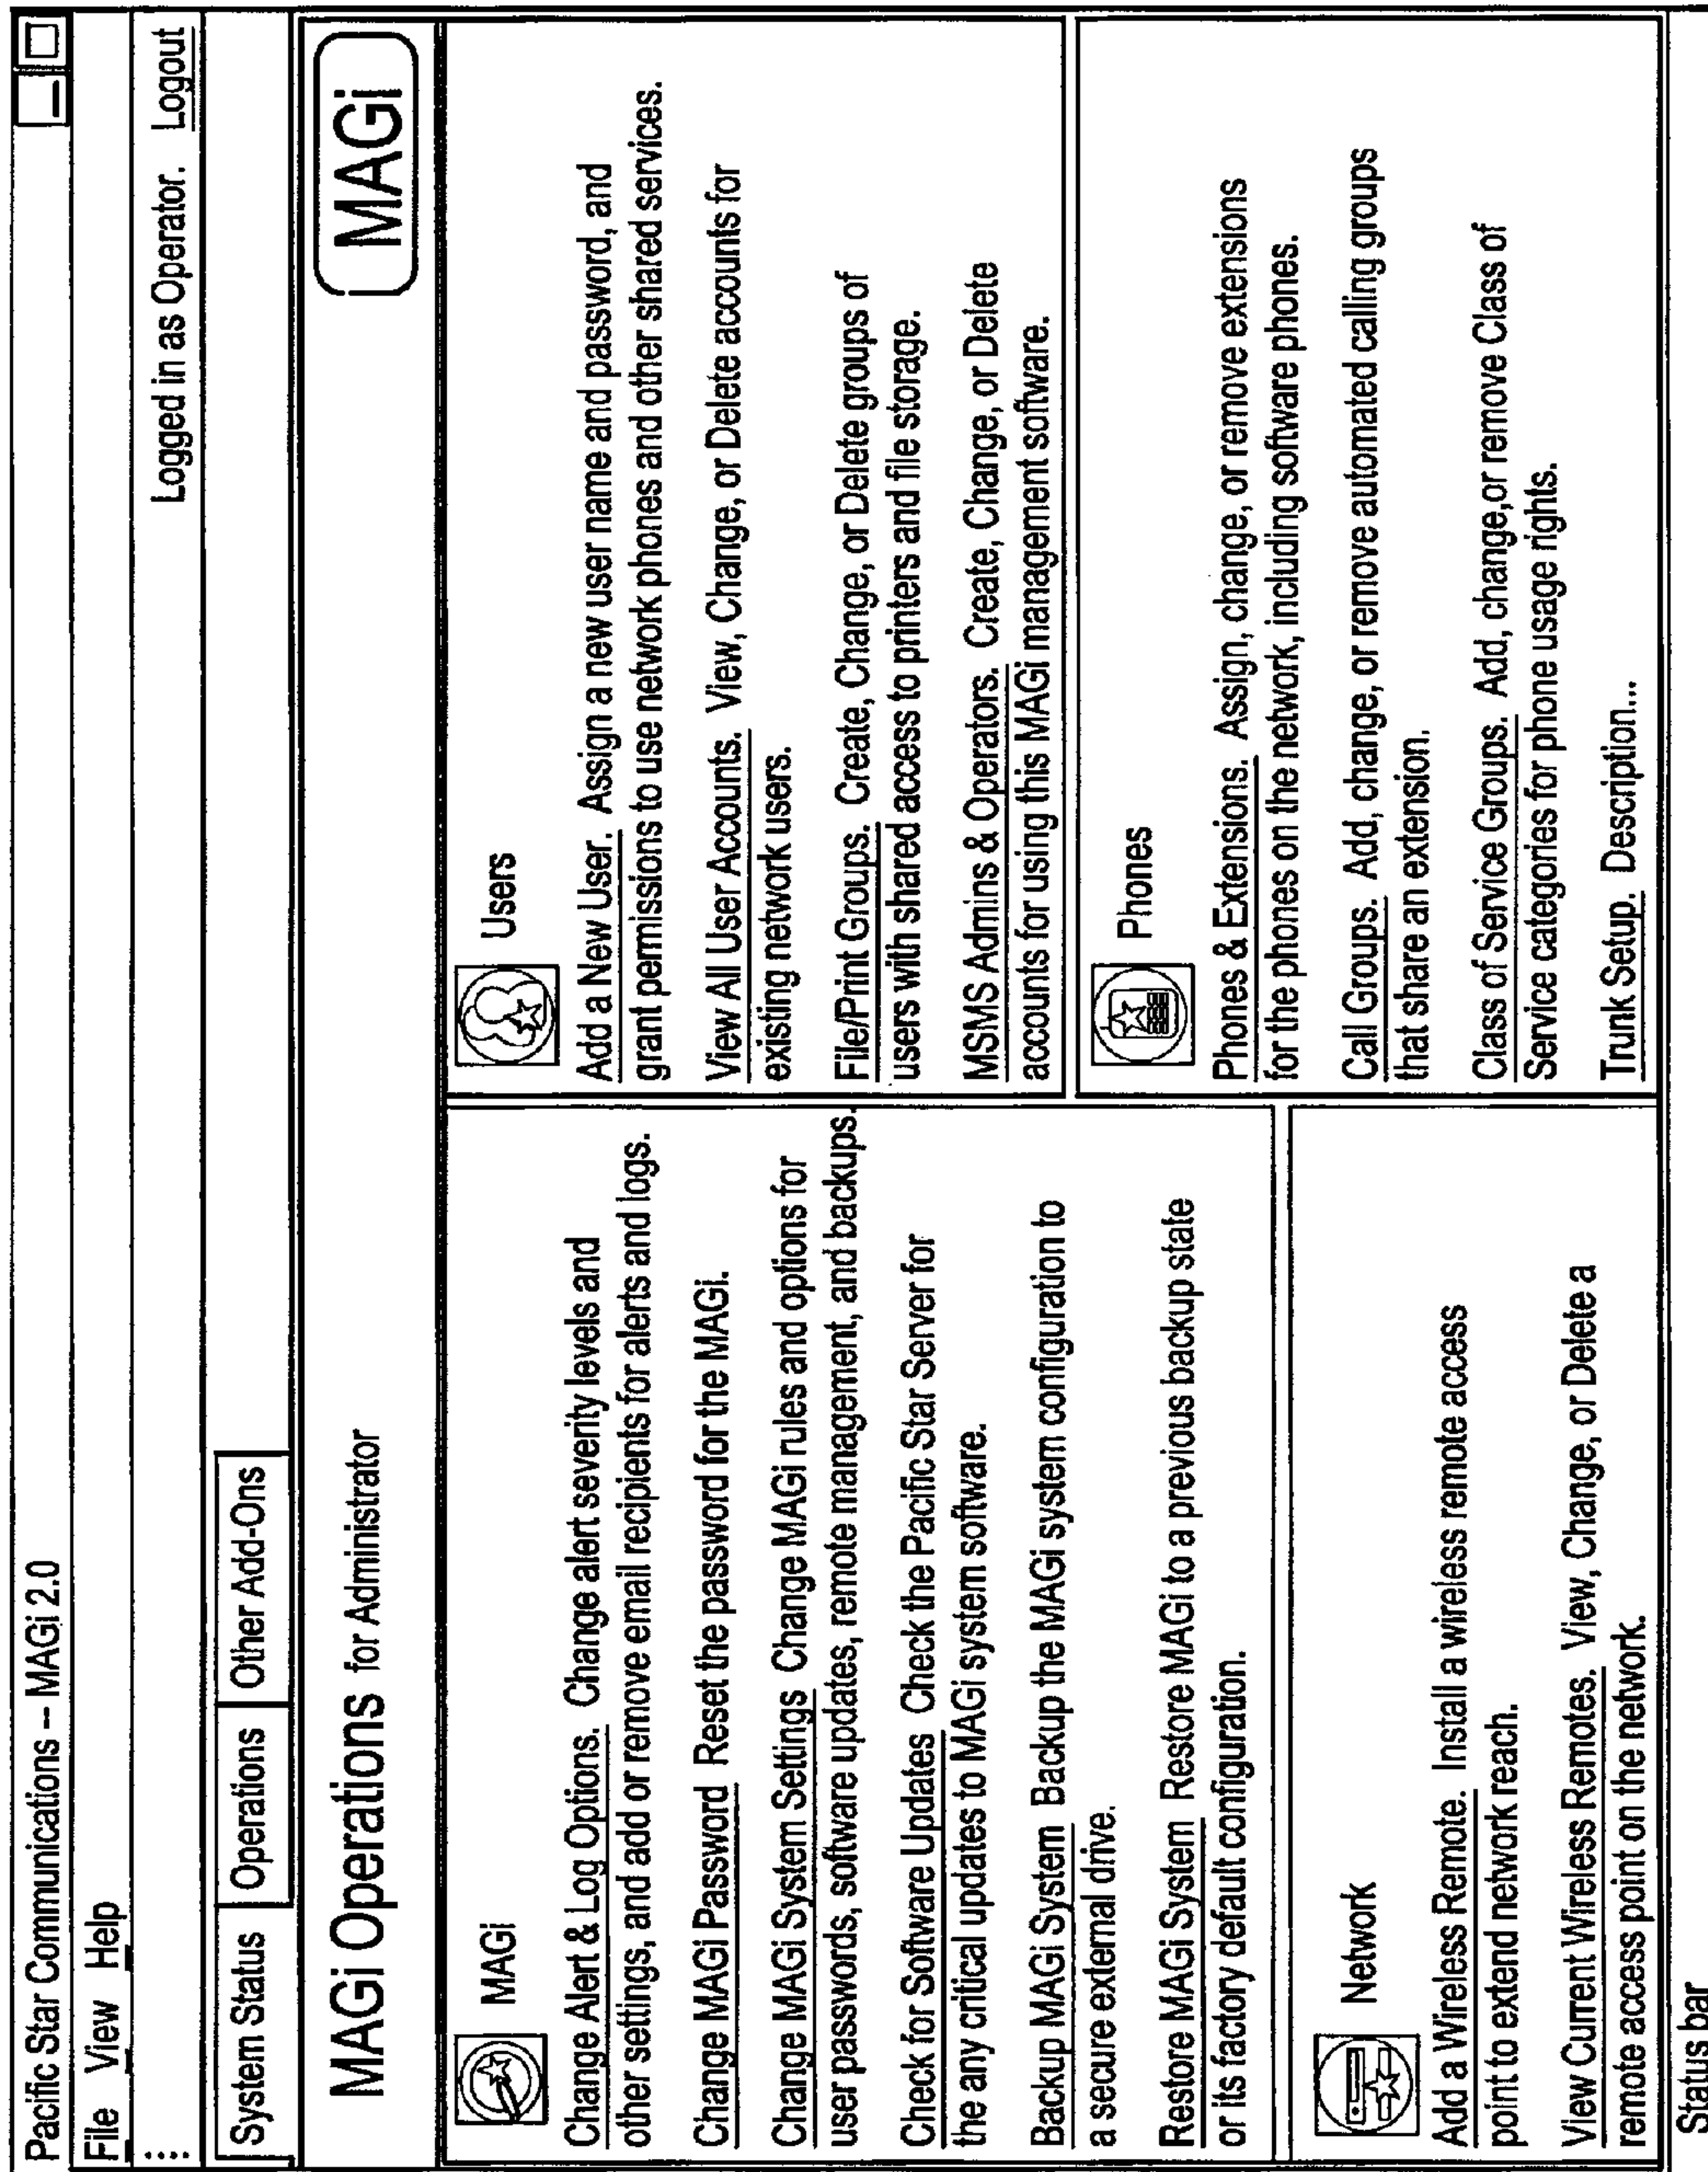 Pacific Star Communications -- MAGi 2.0
File View Help
Logged in as Operator. Logout
System Status Operations Other Add-Ons
MAGi Operations for Administrator
MAGi
MAGi
Change Alert & Log Options. Change alert severity levels and
other settings, and add or remove email recipients for alerts and logs.
Change MAGi Password Reset the password for the MAGi.
Change MAGi System Settings Change MAGi rules and options for
user passwords, software updates, remote management, and backups.
Check for Software Updates Check the Pacific Star Server for
the any critical updates to MAGi system software.
Backup MAGi System Backup the MAGi system configuration to
a secure external drive.
Restore MAGi System Restore MAGi to a previous backup state
or its factory default configuration.
Network
Add a Wireless Remote. Install a wireless remote access
point to extend network reach.
View Current Wireless Remotes. View, Change, or Delete a
remote access point on the network.
Users
Add a New User. Assign a new user name and password, and
grant permissions to use network phones and other shared services.
View All User Accounts. View, Change, or Delete accounts for
existing network users.
File/Print Groups. Create, Change, or Delete groups of
users with shared access to printers and file storage.
MSMS Admins & Operators. Create, Change, or Delete
accounts for using this MAGi management software.
Phones
Phones & Extensions. Assign, change, or remove extensions
for the phones on the network, including software phones.
Call Groups. Add, change, or remove automated calling groups
that share an extension.
Class of Service Groups. Add, change,or remove Class of
Service categories for phone usage rights.
Trunk Setup. Description...
Status bar